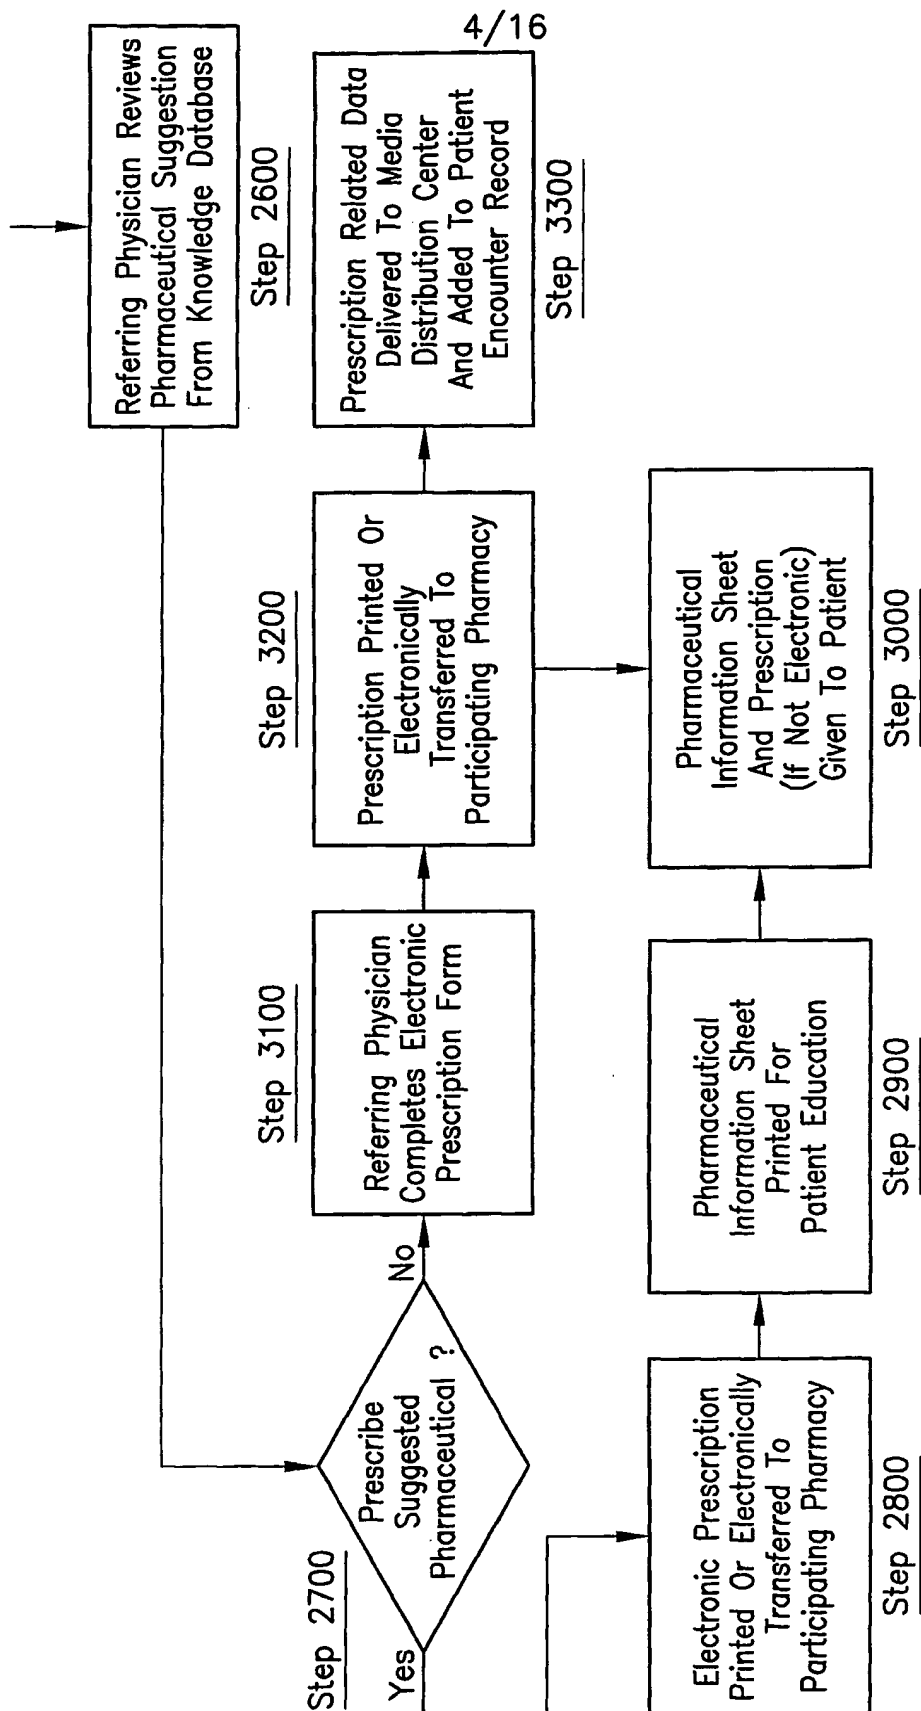 4/16
Referring Physician Reviews
Pharmaceutical Suggestion
From Knowledge Database
Step 2600
Step 2700
Prescribe
Suggested
Pharmaceutical ?
Yes
No
Step 3100
Referring Physician
Completes Electronic
Prescription Form
Step 3200
Prescription Printed Or
Electronically
Transferred To
Participating Pharmacy
Prescription Related Data
Delivered To Media
Distribution Center
And Added To Patient
Encounter Record
Step 3300
Electronic Prescription
Printed Or Electronically
Transferred To
Participating Pharmacy
Step 2800
Pharmaceutical
Information Sheet
Printed For
Patient Education
Step 2900
Pharmaceutical
Information Sheet
And Prescription
(If Not Electronic)
Given To Patient
Step 3000